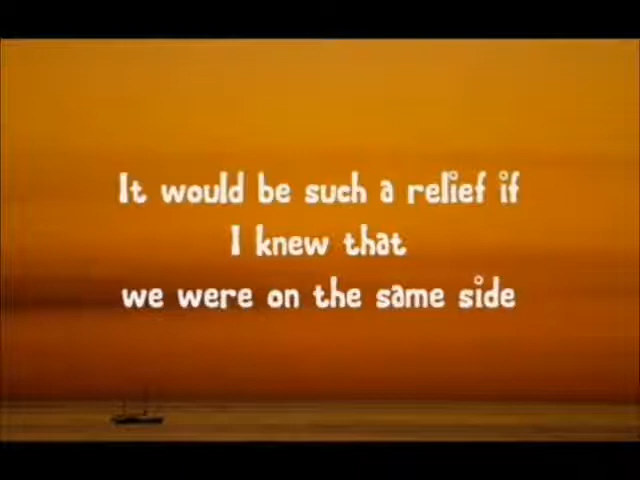 It would be such a relief if
I knew that
we were on the same side